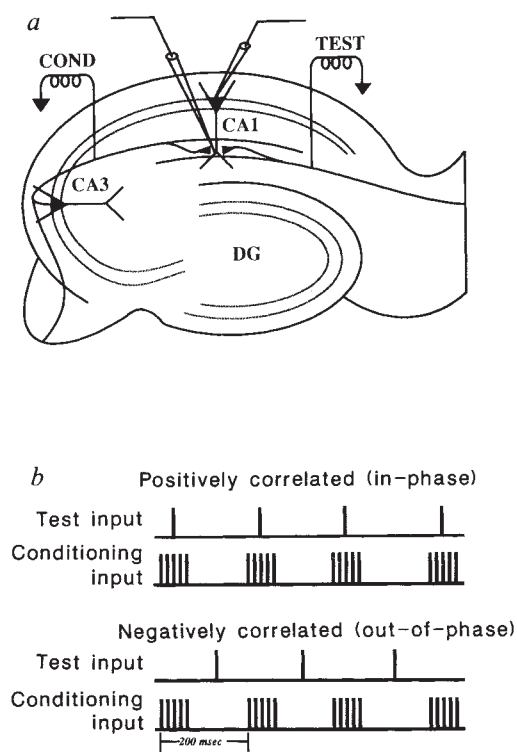 a
COND
TEST
CA1
CA3
DG
b
Positively correlated (in-phase)
Test input
Conditioning
input
Negatively correlated (out-of-phase)
Test input
Conditioning
input
200 msec